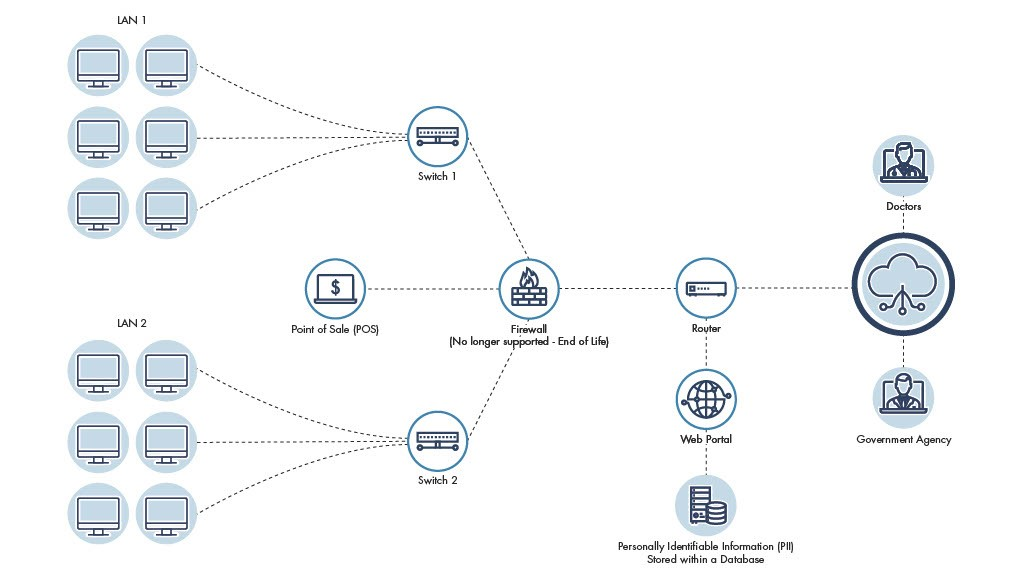 LAN 1
Switch 1
Doctors
$
Point of Sale (POS)
Firewall
(No longer supported - End of Life)
Router
LAN 2
Web Portal
Government Agency
Switch 2
Personally Identifiable Information (PII)
Stored within a Database